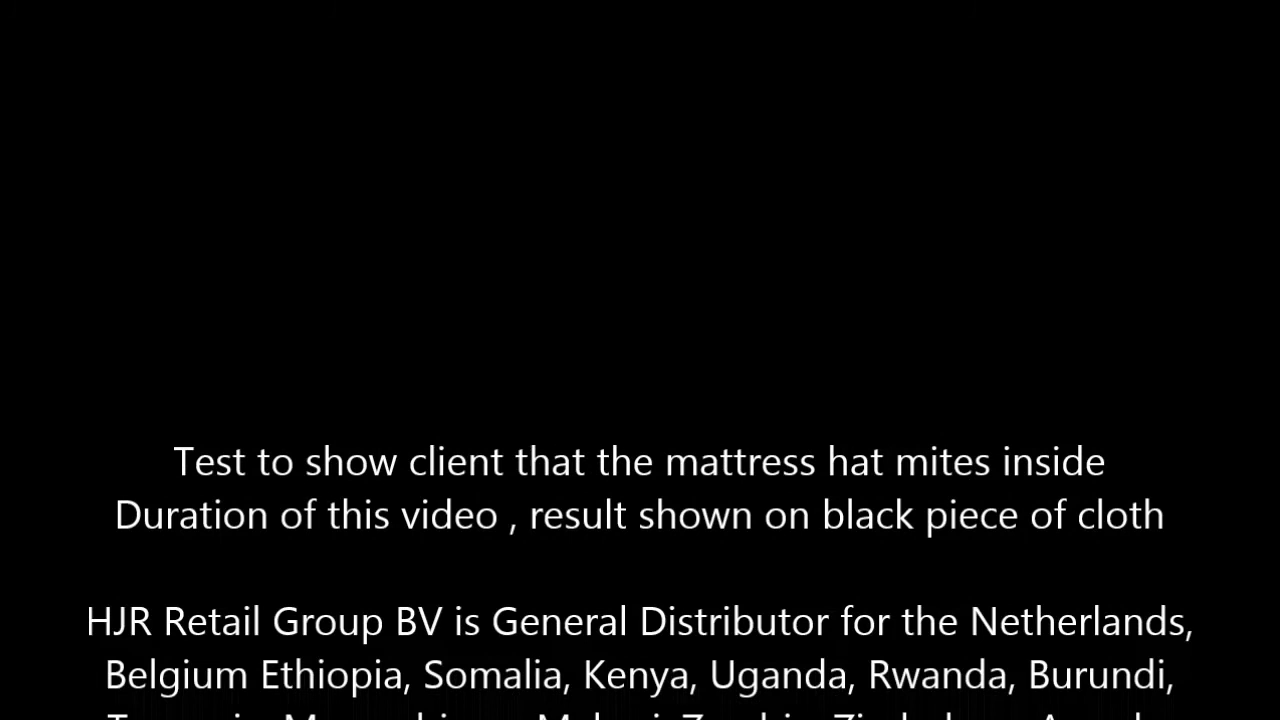 Test to show client that the mattress hat mites inside
Duration of this video , result shown on black piece of cloth
HJR Retail Group BV is General Distributor for the Netherlands,
Belgium Ethiopia, Somalia, Kenya, Uganda, Rwanda, Burundi,